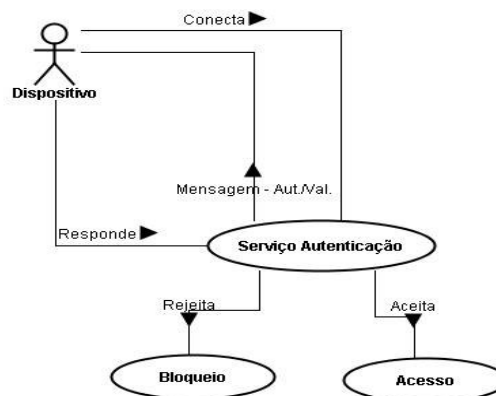 Conecta
Dispositivo
Mensagem - Aut./Val.
Responde
Serviço Autenticação
Rejeita
Aceita
Bloqueio
Acesso